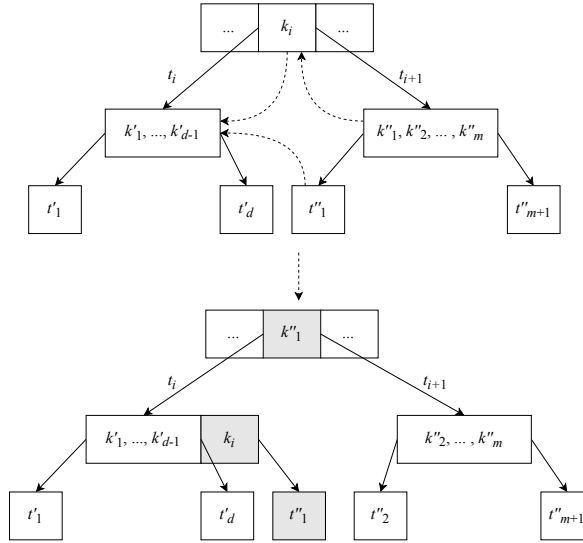 ... k_i ...
t_i t_{i+1}
k'_1, ..., k'_{d-1} k''_1, k''_2, ... , k''_m
t'_1 t'_d t''_1 t''_{m+1}
... k''_1 ...
t_i t_{i+1}
k'_1, ..., k'_{d-1} k_i k''_2, ... , k''_m
t'_1 t'_d t''_1 t''_2 t''_{m+1}